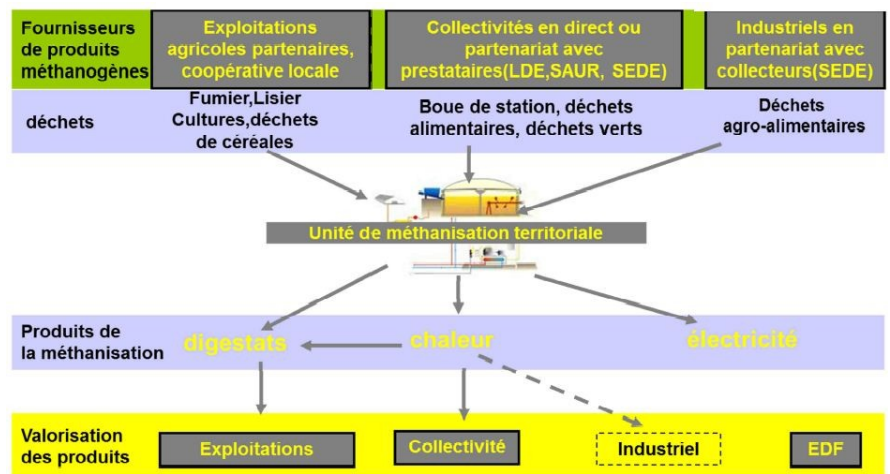 Fournisseurs
de produits
méthanogènes
Exploitations
agricoles partenaires,
coopérative locale
Collectivités en direct ou
partenariat avec
prestataires(LDE,SAUR, SEDE)
Industriels en
partenariat avec
collecteurs(SEDE)
déchets
Fumier,Lisier
Cultures,déchets
de céréales
Boue de station, déchets
alimentaires, déchets verts
Déchets
agro-alimentaires
Unité de méthanisation territoriale
Produits de
la méthanisation
digestats
chaleur
électricité
Valorisation
des produits
Exploitations
Collectivité
Industriel
EDF